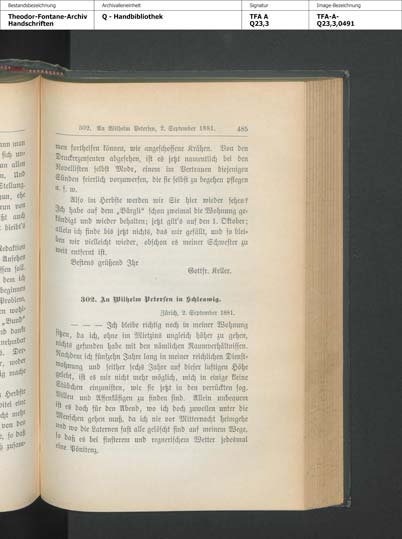 Bestandsbezeichnung
Theodor-Fontane-Archiv
Handschriften
Archivalieneinheit
Q - Handbibliothek
Signatur
TFA A
Q23,3
Image-Bezeichnung
TFA-A-
Q23,3,0491
302. An Wilhelm Petersen, 2. September 1881. 485
men forthelfen können, wie angeschossene Krähen. Von den
Druckrezensenten abgesehen, ist es jetzt namentlich bei den
Novellisten selbst Mode, einem im Vertrauen diejenigen
Sünden feierlich vorzuwerfen, die sie selbst zu begehen pflegen
u. s. w.
Also im Herbste werden wir Sie hier wieder sehen?
Ich habe auf dem „Bürgli“ schon zweimal die Wohnung ge-
kündigt und wieder behalten; jetzt gilt's auf den 1. Oktober;
allein ich finde bis jetzt nichts, das mir gefällt, und so blei-
ben wir vielleicht wieder, obschon es meiner Schwester zu
weit entfernt ist.
Bestens grüßend Ihr
Gottfr. Keller.
302. An Wilhelm Petersen in Schleswig.
Zürich, 2. September 1881.
— — — Ich bleibe richtig noch in meiner Wohnung
sitzen, da ich, ohne im Mietzins ungleich höher zu gehen,
nichts gefunden habe mit den nämlichen Raumverhältnissen.
Nachdem ich fünfzehn Jahre lang in meiner reichlichen Dienst-
wohnung und seither sechs Jahre auf dieser luftigen Höhe
gelebt, ist es mir nicht mehr möglich, mich in einige kleine
Stübchen einzunisten, wie sie jetzt in den verrückten sog.
Villen und Affenkäfigen zu finden sind. Allein unbequem
ist es doch für den Abend, wo ich doch zuweilen unter die
Menschen gehen muß, da ich nie vor Mitternacht heimgehe
und wo die Laternen fast alle gelöscht sind auf meinem Wege,
so daß es bei finsterem und regnerischem Wetter jedesmal
eine Pönitenz.